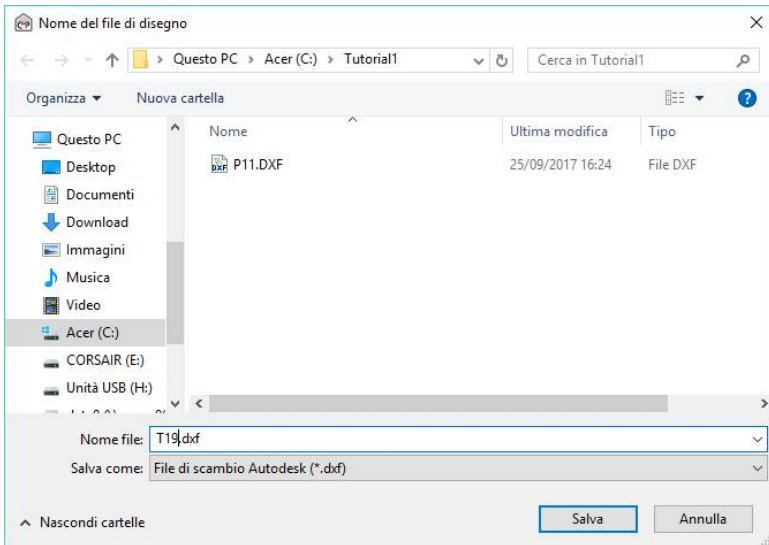 Nome del file di disegno
Questo PC > Acer (C:) > Tutorial1
Cerca in Tutorial1
Organizza
Nuova cartella
Questo PC
Desktop
Documenti
Download
Immagini
Musica
Video
Acer (C:)
CORSAIR (E:)
Unità USB (H:)
Nome Ultima modifica Tipo
DXF P11.DXF 25/09/2017 16:24 File DXF
Nome file: T19.dxf
Salva come: File di scambio Autodesk (*.dxf)
Nascondi cartelle
Salva
Annulla